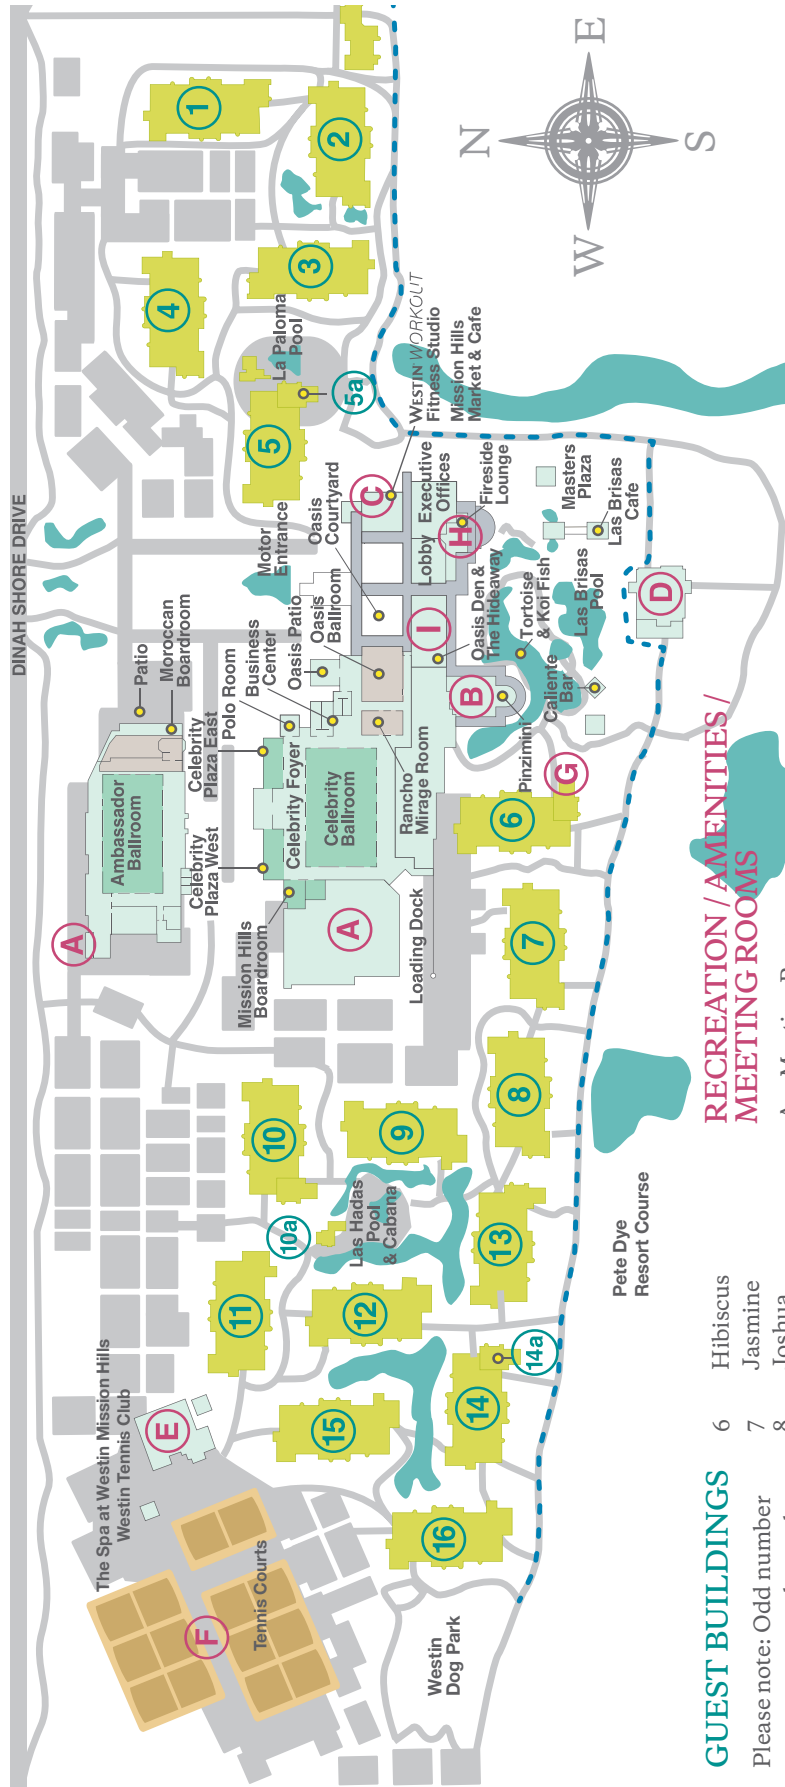 DINAH SHORE DRIVE
The Spa at Westin Mission Hills
Westin Tennis Club
A
Patio
Moroccan
Boardroom
Ambassador
Ballroom
E
F
Tennis Courts
4
1
Celebrity
Plaza West
Celebrity
Plaza East
Polo Room
Business
Center
11
10
10a
Mission Hills
Boardroom
Celebrity Foyer
Celebrity
Ballroom
A
Oasis Patio
Oasis
Ballroom
Motor
Entrance
Oasis
Courtyard
5
La Paloma
Pool
5a
3
2
15
12
Las Hadas
Pool
& Cabana
9
Loading Dock
Rancho
Mirage Room
I
Lobby
Executive
Offices
C
WESTIN WORKOUT
Fitness Studio
Mission Hills
Market & Cafe
H
Fireside
Lounge
Oasis Den &
The Hideaway
B
Pinzimini
Tortoise
& Koi Fish
Caliente
Bar
Las Brisas
Pool
Masters
Plaza
Las Brisas
Cafe
D
G
6
7
8
13
14
14a
16
Westin
Dog Park
Pete Dye
Resort Course
N
W
E
S
GUEST BUILDINGS
Please note: Odd number
6 Hibiscus
7 Jasmine
8 Joshua
RECREATION / AMENITIES /
MEETING ROOMS